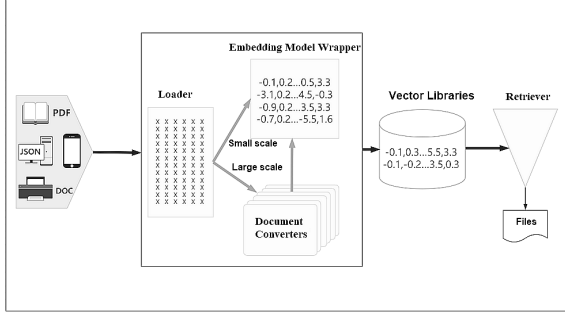 PDF
JSON
DOC
Loader
X X X X X X
X X X X X X
X X X X X X
X X X X X X
X X X X X X
X X X X X X
X X X X X X
X X X X X X
X X X X X X
Embedding Model Wrapper
-0.1,0.2...0.5,3.3
-3.1,0.2...4.5,-0.3
-0.9,0.2...3.5,3.3
-0.7,0.2...-5.5,1.6
Small scale
Large scale
Document
Converters
Vector Libraries
-0.1,0.3...5.5,3.3
-0.1,-0.2...3.5,0.3
Retriever
Files